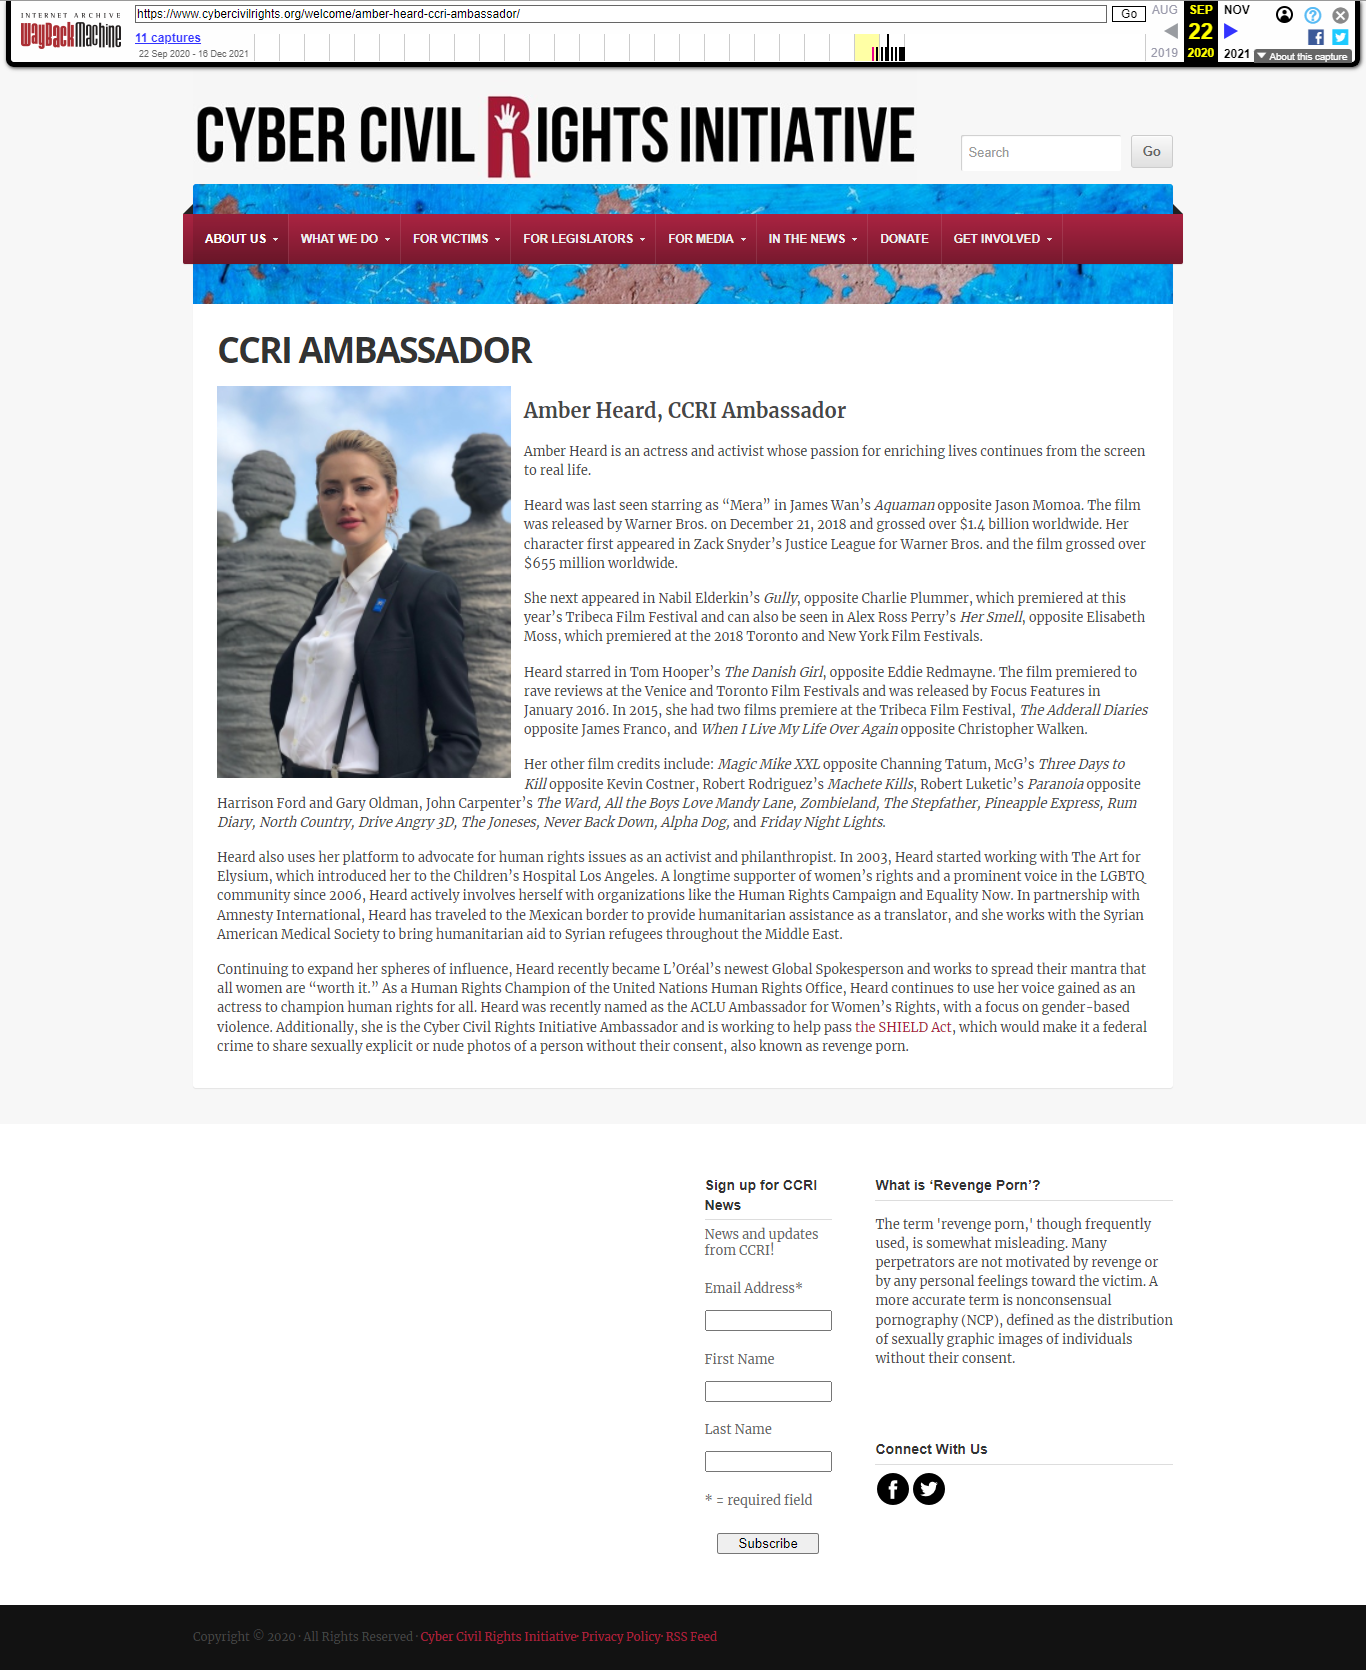 INTERNET ARCHIVE
WayBackMachine
https://www.cybercivilrights.org/welcome/amber-heard-ccri-ambassador/
Go
AUG
SEP
NOV
11 captures
22
22 Sep 2020 - 16 Dec 2021
2019
2020
2021
About this capture
CYBER CIVIL RIGHTS INITIATIVE
Search
Go
ABOUT US
WHAT WE DO
FOR VICTIMS
FOR LEGISLATORS
FOR MEDIA
IN THE NEWS
DONATE
GET INVOLVED
CCRI AMBASSADOR
Amber Heard, CCRI Ambassador
Amber Heard is an actress and activist whose passion for enriching lives continues from the screen
to real life.
Heard was last seen starring as “Mera” in James Wan’s Aquaman opposite Jason Momoa. The film
was released by Warner Bros. on December 21, 2018 and grossed over $1.4 billion worldwide. Her
character first appeared in Zack Snyder’s Justice League for Warner Bros. and the film grossed over
$655 million worldwide.
She next appeared in Nabil Elderkin’s Gully, opposite Charlie Plummer, which premiered at this
year’s Tribeca Film Festival and can also be seen in Alex Ross Perry’s Her Smell, opposite Elisabeth
Moss, which premiered at the 2018 Toronto and New York Film Festivals.
Heard starred in Tom Hooper’s The Danish Girl, opposite Eddie Redmayne. The film premiered to
rave reviews at the Venice and Toronto Film Festivals and was released by Focus Features in
January 2016. In 2015, she had two films premiere at the Tribeca Film Festival, The Adderall Diaries
opposite James Franco, and When I Live My Life Over Again opposite Christopher Walken.
Her other film credits include: Magic Mike XXL opposite Channing Tatum, McG’s Three Days to
Kill opposite Kevin Costner, Robert Rodriguez’s Machete Kills, Robert Luketic’s Paranoia opposite
Harrison Ford and Gary Oldman, John Carpenter’s The Ward, All the Boys Love Mandy Lane, Zombieland, The Stepfather, Pineapple Express, Rum
Diary, North Country, Drive Angry 3D, The Joneses, Never Back Down, Alpha Dog, and Friday Night Lights.
Heard also uses her platform to advocate for human rights issues as an activist and philanthropist. In 2003, Heard started working with The Art for
Elysium, which introduced her to the Children’s Hospital Los Angeles. A longtime supporter of women’s rights and a prominent voice in the LGBTQ
community since 2006, Heard actively involves herself with organizations like the Human Rights Campaign and Equality Now. In partnership with
Amnesty International, Heard has traveled to the Mexican border to provide humanitarian assistance as a translator, and she works with the Syrian
American Medical Society to bring humanitarian aid to Syrian refugees throughout the Middle East.
Continuing to expand her spheres of influence, Heard recently became L’Oréal’s newest Global Spokesperson and works to spread their mantra that
all women are “worth it.” As a Human Rights Champion of the United Nations Human Rights Office, Heard continues to use her voice gained as an
actress to champion human rights for all. Heard was recently named as the ACLU Ambassador for Women’s Rights, with a focus on gender-based
violence. Additionally, she is the Cyber Civil Rights Initiative Ambassador and is working to help pass the SHIELD Act, which would make it a federal
crime to share sexually explicit or nude photos of a person without their consent, also known as revenge porn.
Sign up for CCRI
News
News and updates
from CCRI!
Email Address*
First Name
Last Name
* = required field
Subscribe
What is ‘Revenge Porn’?
The term 'revenge porn,' though frequently
used, is somewhat misleading. Many
perpetrators are not motivated by revenge or
by any personal feelings toward the victim. A
more accurate term is nonconsensual
pornography (NCP), defined as the distribution
of sexually graphic images of individuals
without their consent.
Connect With Us
Copyright © 2020 · All Rights Reserved · Cyber Civil Rights Initiative· Privacy Policy· RSS Feed